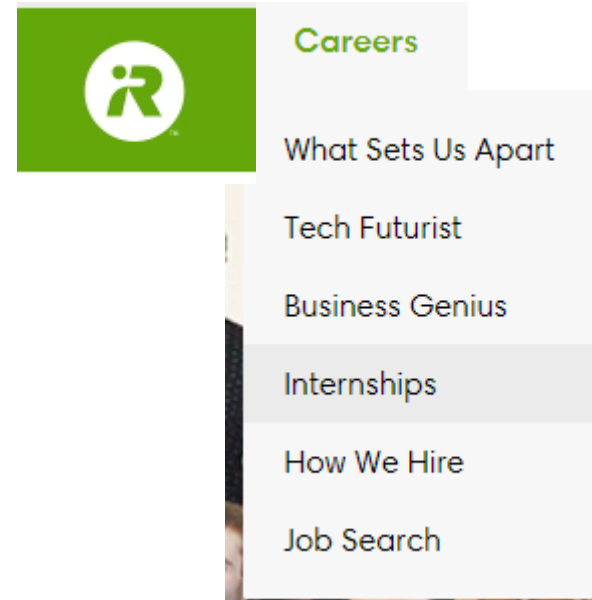 iR
Careers
What Sets Us Apart
Tech Futurist
Business Genius
Internships
How We Hire
Job Search